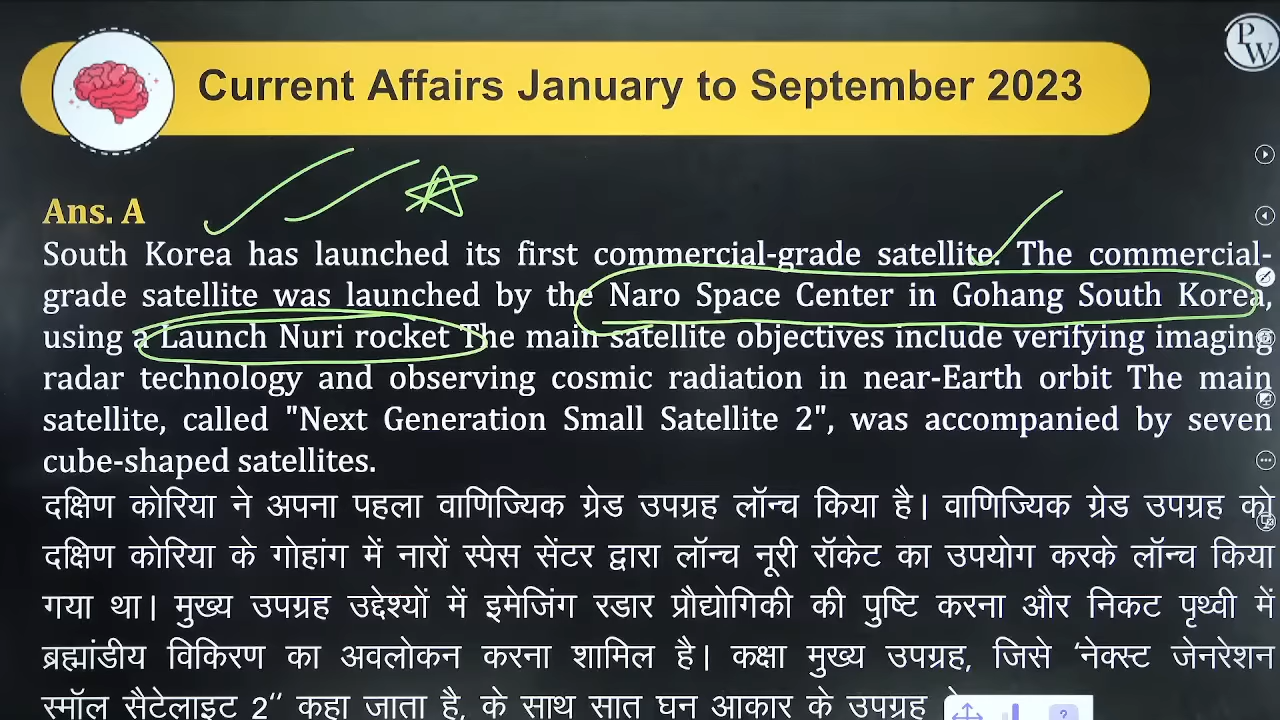 PW
Current Affairs January to September 2023
Ans. A
South Korea has launched its first commercial-grade satellite. The commercial-
grade satellite was launched by the Naro Space Center in Gohang South Korea,
using a Launch Nuri rocket The main satellite objectives include verifying imaging
radar technology and observing cosmic radiation in near-Earth orbit The main
satellite, called "Next Generation Small Satellite 2", was accompanied by seven
cube-shaped satellites.
दक्षिण कोरिया ने अपना पहला वाणिज्यिक ग्रेड उपग्रह लॉन्च किया है। वाणिज्यिक ग्रेड उपग्रह को
दक्षिण कोरिया के गोहांग में नारों स्पेस सेंटर द्वारा लॉन्च नूरी रॉकेट का उपयोग करके लॉन्च किया
गया था। मुख्य उपग्रह उद्देश्यों में इमेजिंग रडार प्रौद्योगिकी की पुष्टि करना और निकट पृथ्वी में
ब्रह्मांडीय विकिरण का अवलोकन करना शामिल है। कक्षा मुख्य उपग्रह, जिसे ‘नेक्स्ट जेनरेशन
स्मॉल सैटेलाइट 2‘‘ कहा जाता है, के साथ सात घन आकार के उपग्रह